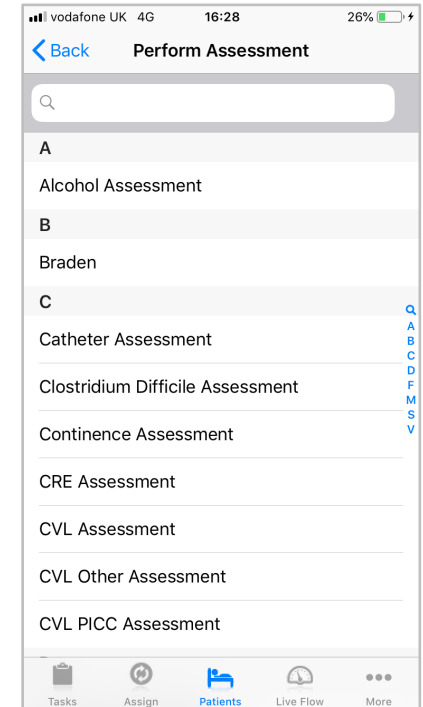 vodafone UK 4G 16:28 26%
Back Perform Assessment
A
Alcohol Assessment
B
Braden
C
Catheter Assessment
Clostridium Difficile Assessment
Continence Assessment
CRE Assessment
CVL Assessment
CVL Other Assessment
CVL PICC Assessment
A
B
C
D
F
M
S
V
Tasks Assign Patients Live Flow More